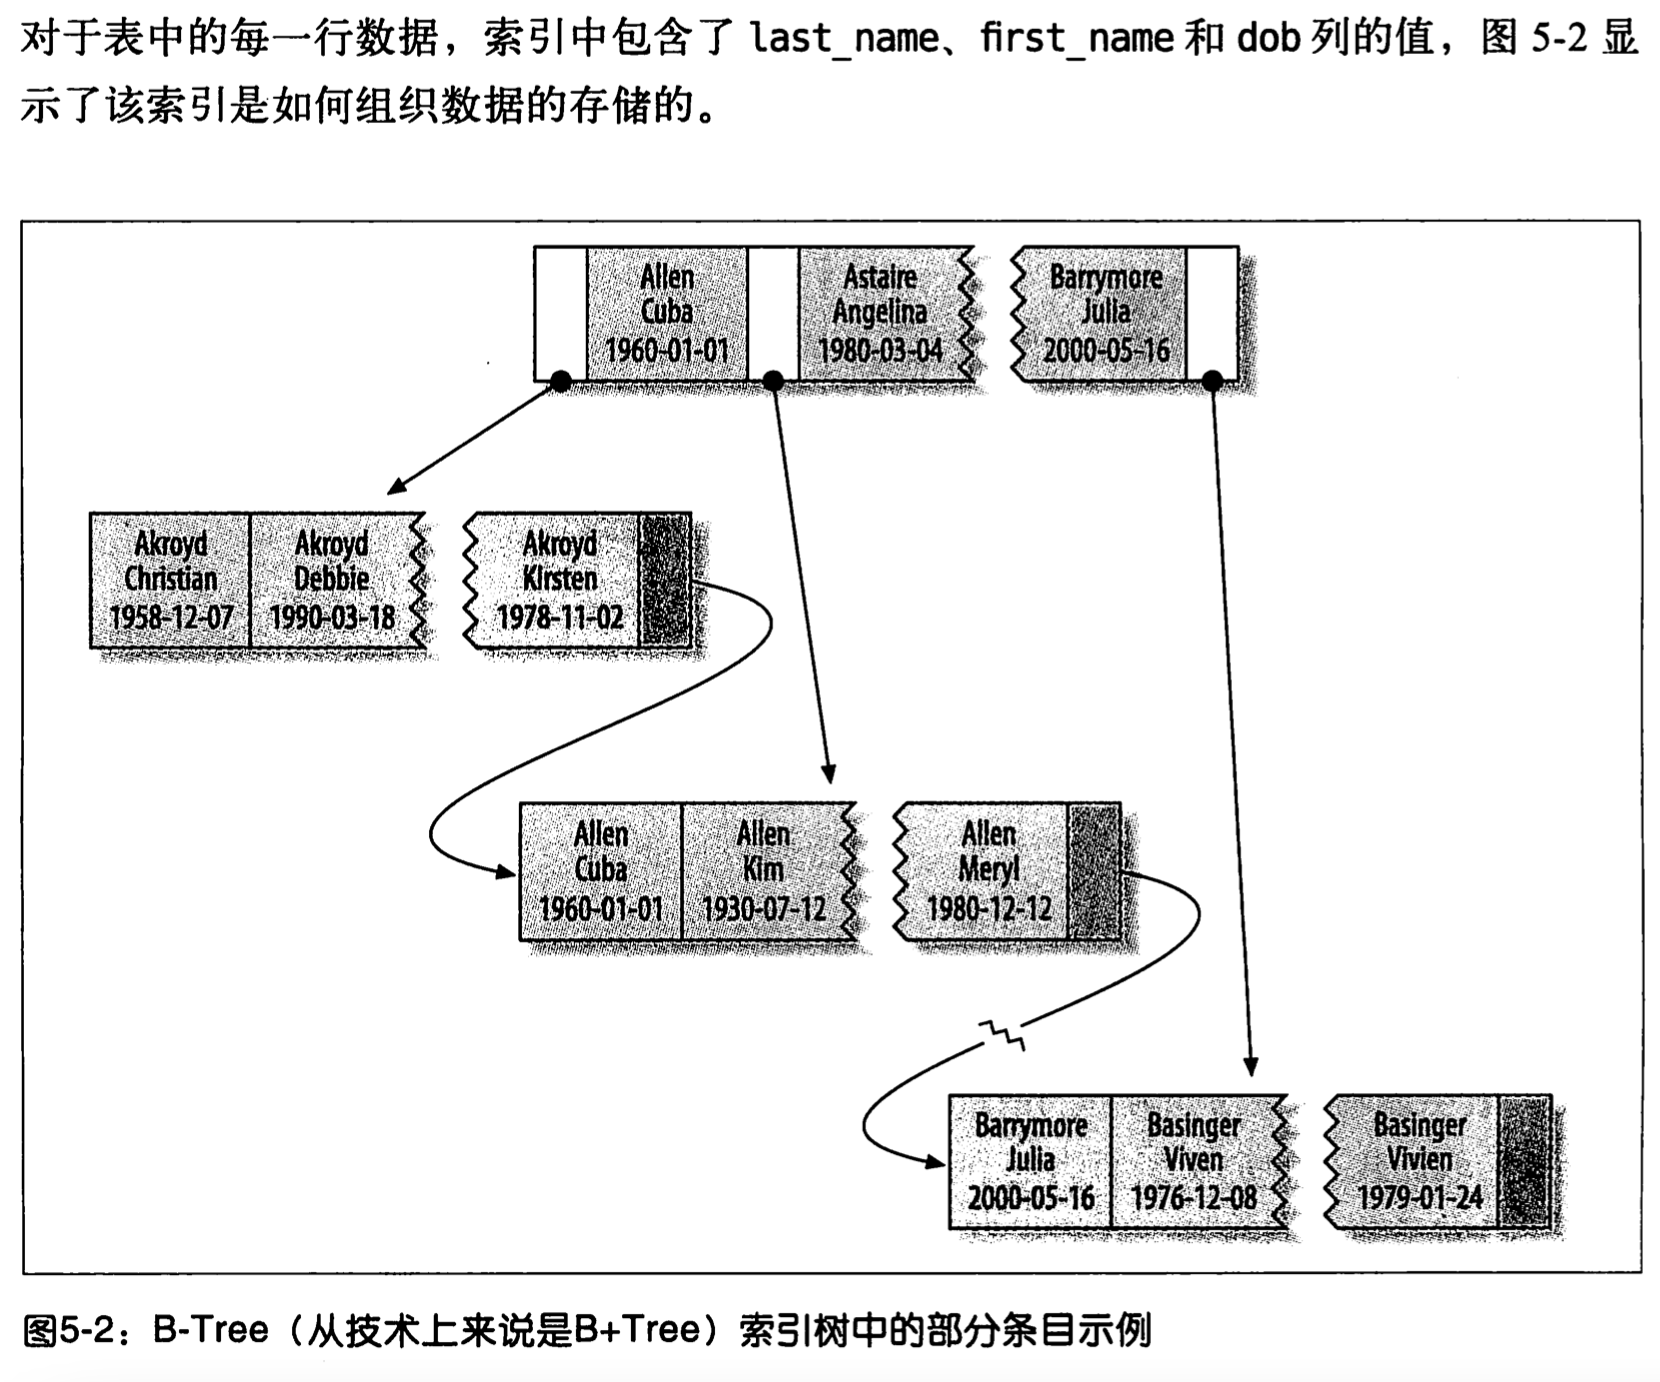 对于表中的每一行数据，索引中包含了 last_name、first_name 和 dob 列的值，图 5-2 显
示了该索引是如何组织数据的存储的。
Allen
Cuba
1960-01-01
Astaire
Angelina
1980-03-04
Barrymore
Julia
2000-05-16
Akroyd
Christian
1958-12-07
Akroyd
Debbie
1990-03-18
Akroyd
Kirsten
1978-11-02
Allen
Cuba
1960-01-01
Allen
Kim
1930-07-12
Allen
Meryl
1980-12-12
Barrymore
Julia
2000-05-16
Basinger
Viven
1976-12-08
Basinger
Vivien
1979-01-24
图5-2：B-Tree（从技术上来说是B+Tree）索引树中的部分条目示例